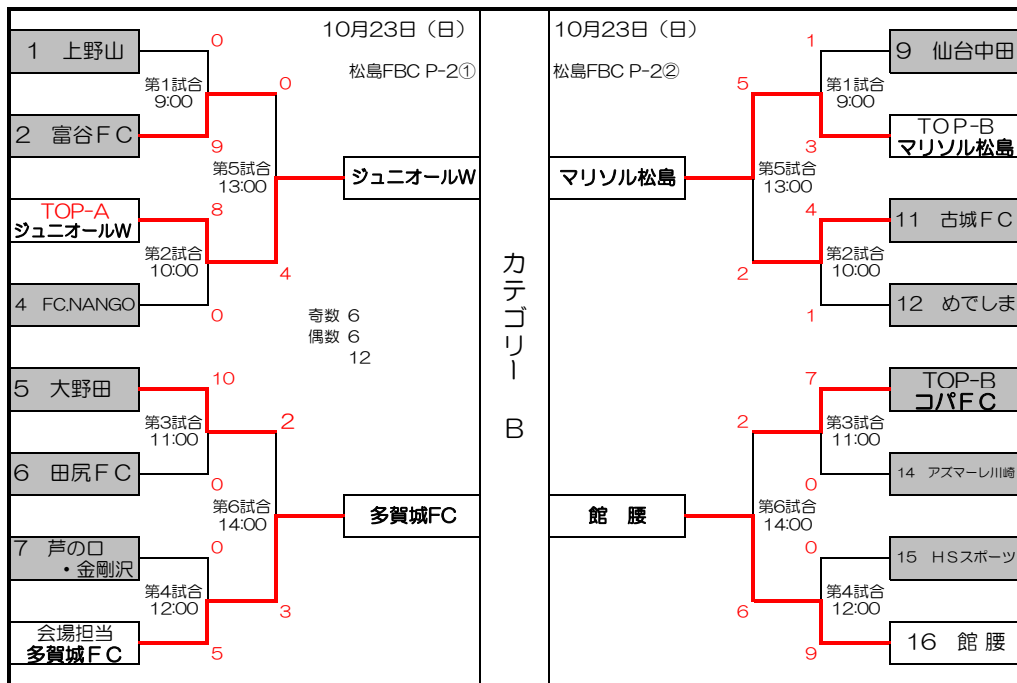 10月23日（日）
松島FBC P-2①
1　上野山
0
第1試合
9:00
0
2　富谷ＦＣ
9
第5試合
13:00
ジュニオールW
TOP-A
ジュニオールW
8
第2試合
10:00
4
4　FC.NANGO
0
奇数 6
偶数 6
12
5　大野田
10
第3試合
11:00
2
6　田尻ＦＣ
0
第6試合
14:00
多賀城FC
7　芦の口
・金剛沢
0
第4試合
12:00
3
会場担当
多賀城ＦＣ
5
カテゴリー　B
10月23日（日）
松島FBC P-2②
1
9　仙台中田
5
第1試合
9:00
3
TOP-B
マリソル松島
マリソル松島
第5試合
13:00
4
11　古城ＦＣ
2
第2試合
10:00
1
12　めでしま
7
TOP-B
コパＦＣ
2
第3試合
11:00
0
14　アズマーレ川崎
館　腰
第6試合
14:00
0
15　HSスポーツ
6
第4試合
12:00
9
16　館 腰